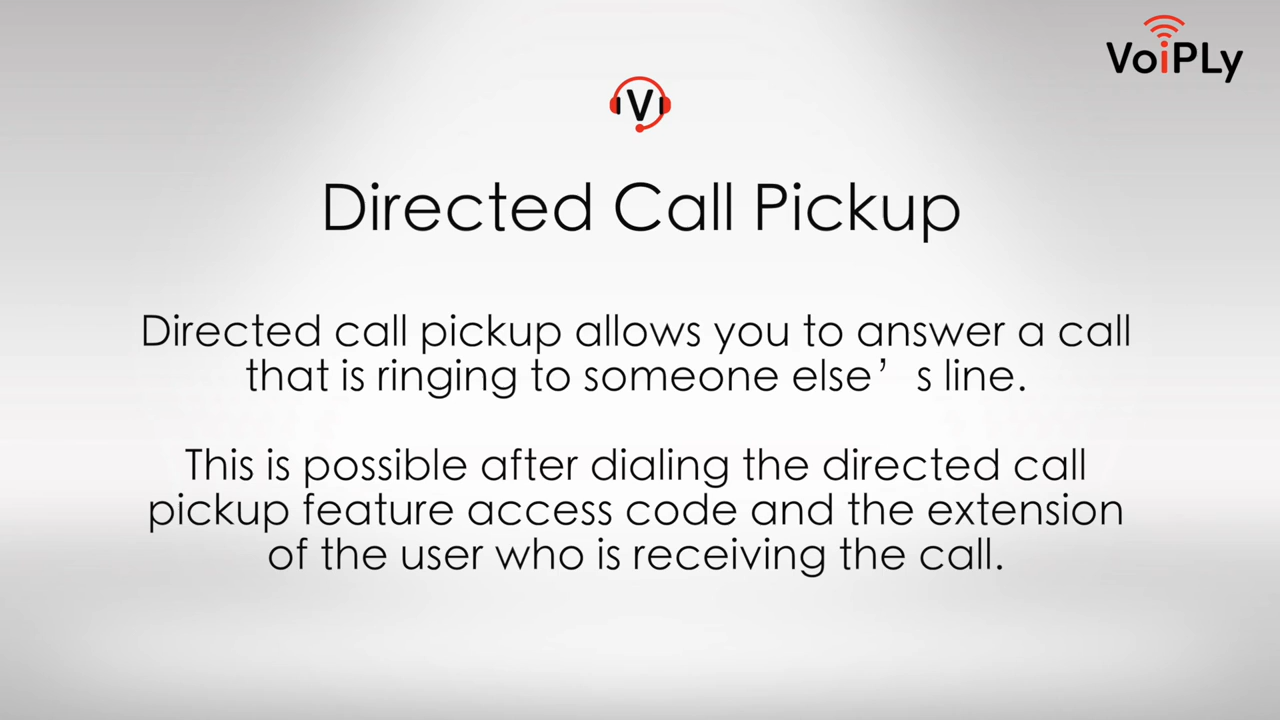 VoiPLy
V
Directed Call Pickup
Directed call pickup allows you to answer a call
that is ringing to someone else’s line.
This is possible after dialing the directed call
pickup feature access code and the extension
of the user who is receiving the call.